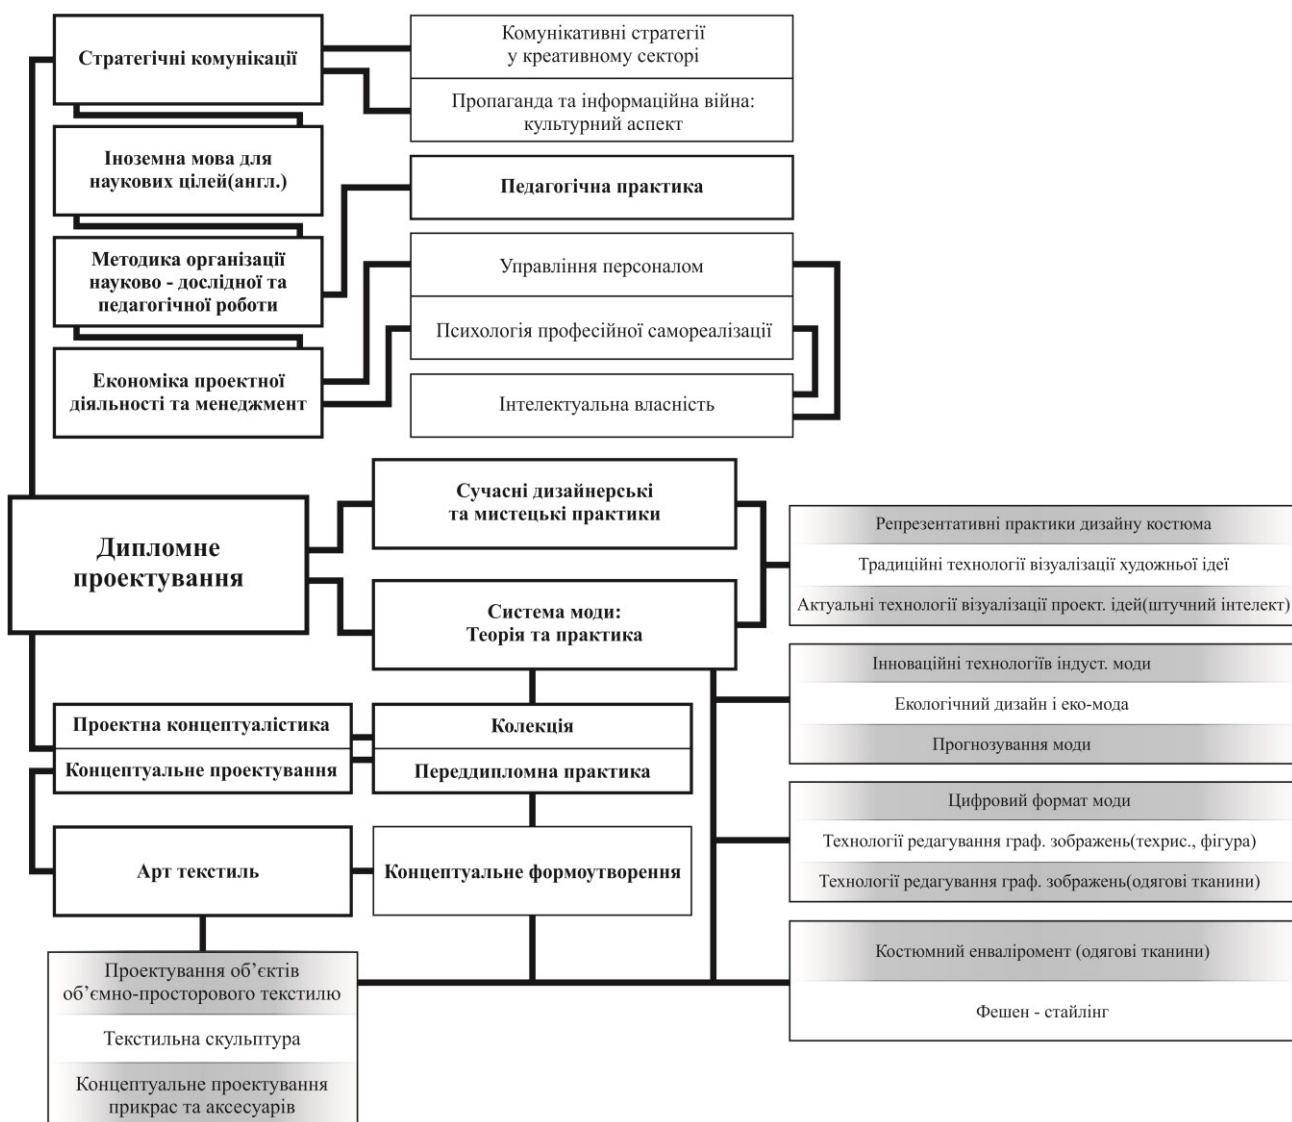 Стратегічні комунікації
Комунікативні стратегії
у креативному секторі
Пропаганда та інформаційна війна:
культурний аспект
Іноземна мова для
наукових цілей(англ.)
Педагогічна практика
Методика організації
науково - дослідної та
педагогічної роботи
Управління персоналом
Психологія професійної самореалізації
Економіка проектної
діяльності та менеджмент
Інтелектуальна власність
Дипломне
проектування
Сучасні дизайнерські
та мистецькі практики
Система моди:
Теорія та практика
Репрезентативні практики дизайну костюма
Традиційні технології візуалізації художньої ідеї
Актуальні технології візуалізації проект. ідей(штучний інтелект)
Інноваційні технологіїв індуст. моди
Екологічний дизайн і еко-мода
Прогнозування моди
Проектна концептуалістика
Колекція
Концептуальне проектування
Переддипломна практика
Цифровий формат моди
Технології редагування граф. зображень(техрис., фігура)
Технології редагування граф. зображень(одягові тканини)
Арт текстиль
Концептуальне формоутворення
Костюмний енваліромент (одягові тканини)
Фешен - стайлінг
Проектування об’єктів
об’ємно-просторового текстилю
Текстильна скульптура
Концептуальне проектування
прикрас та аксесуарів